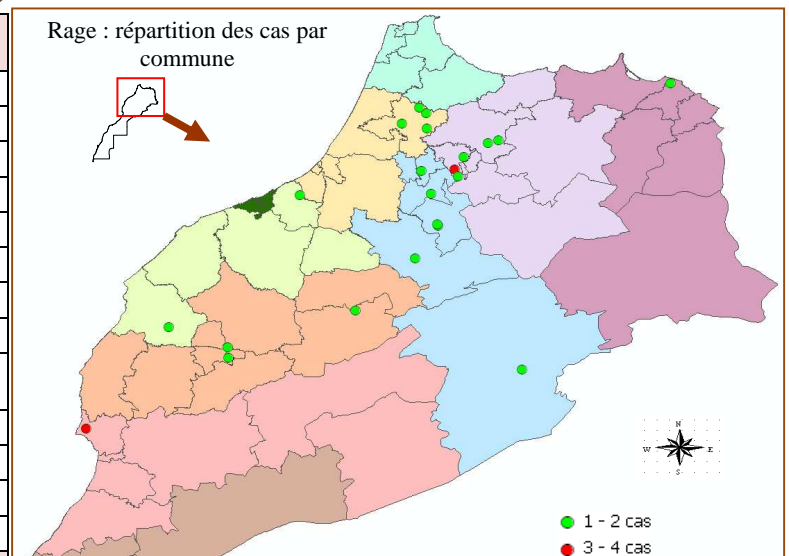 Rage : répartition des cas par
commune
N
W E
S
1 - 2 cas
3 - 4 cas